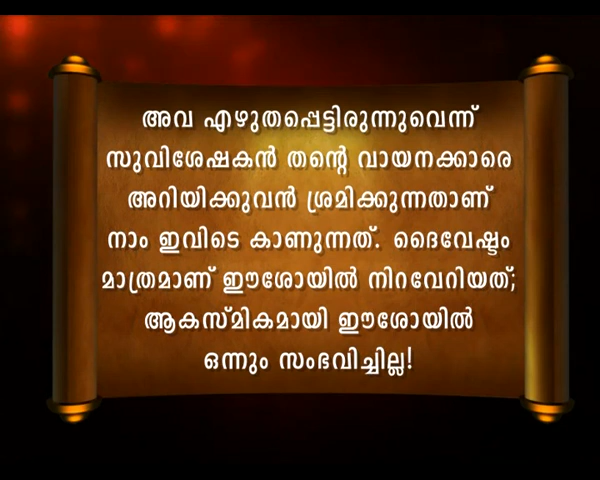 അവ എഴുതപ്പെട്ടിരുന്നുവെന്ന്
സുവിശേഷകൻ തന്റെ വായനക്കാരെ
അറിയിക്കുവൻ ശ്രമിക്കുന്നതാണ്
നാം ഇവിടെ കാണുന്നത്. ദൈവേഷ്ടം
മാത്രമാണ് ഈശോയിൽ നിറവേറിയത്;
ആകസ്മികമായി ഈശോയിൽ
ഒന്നും സംഭവിച്ചില്ല!